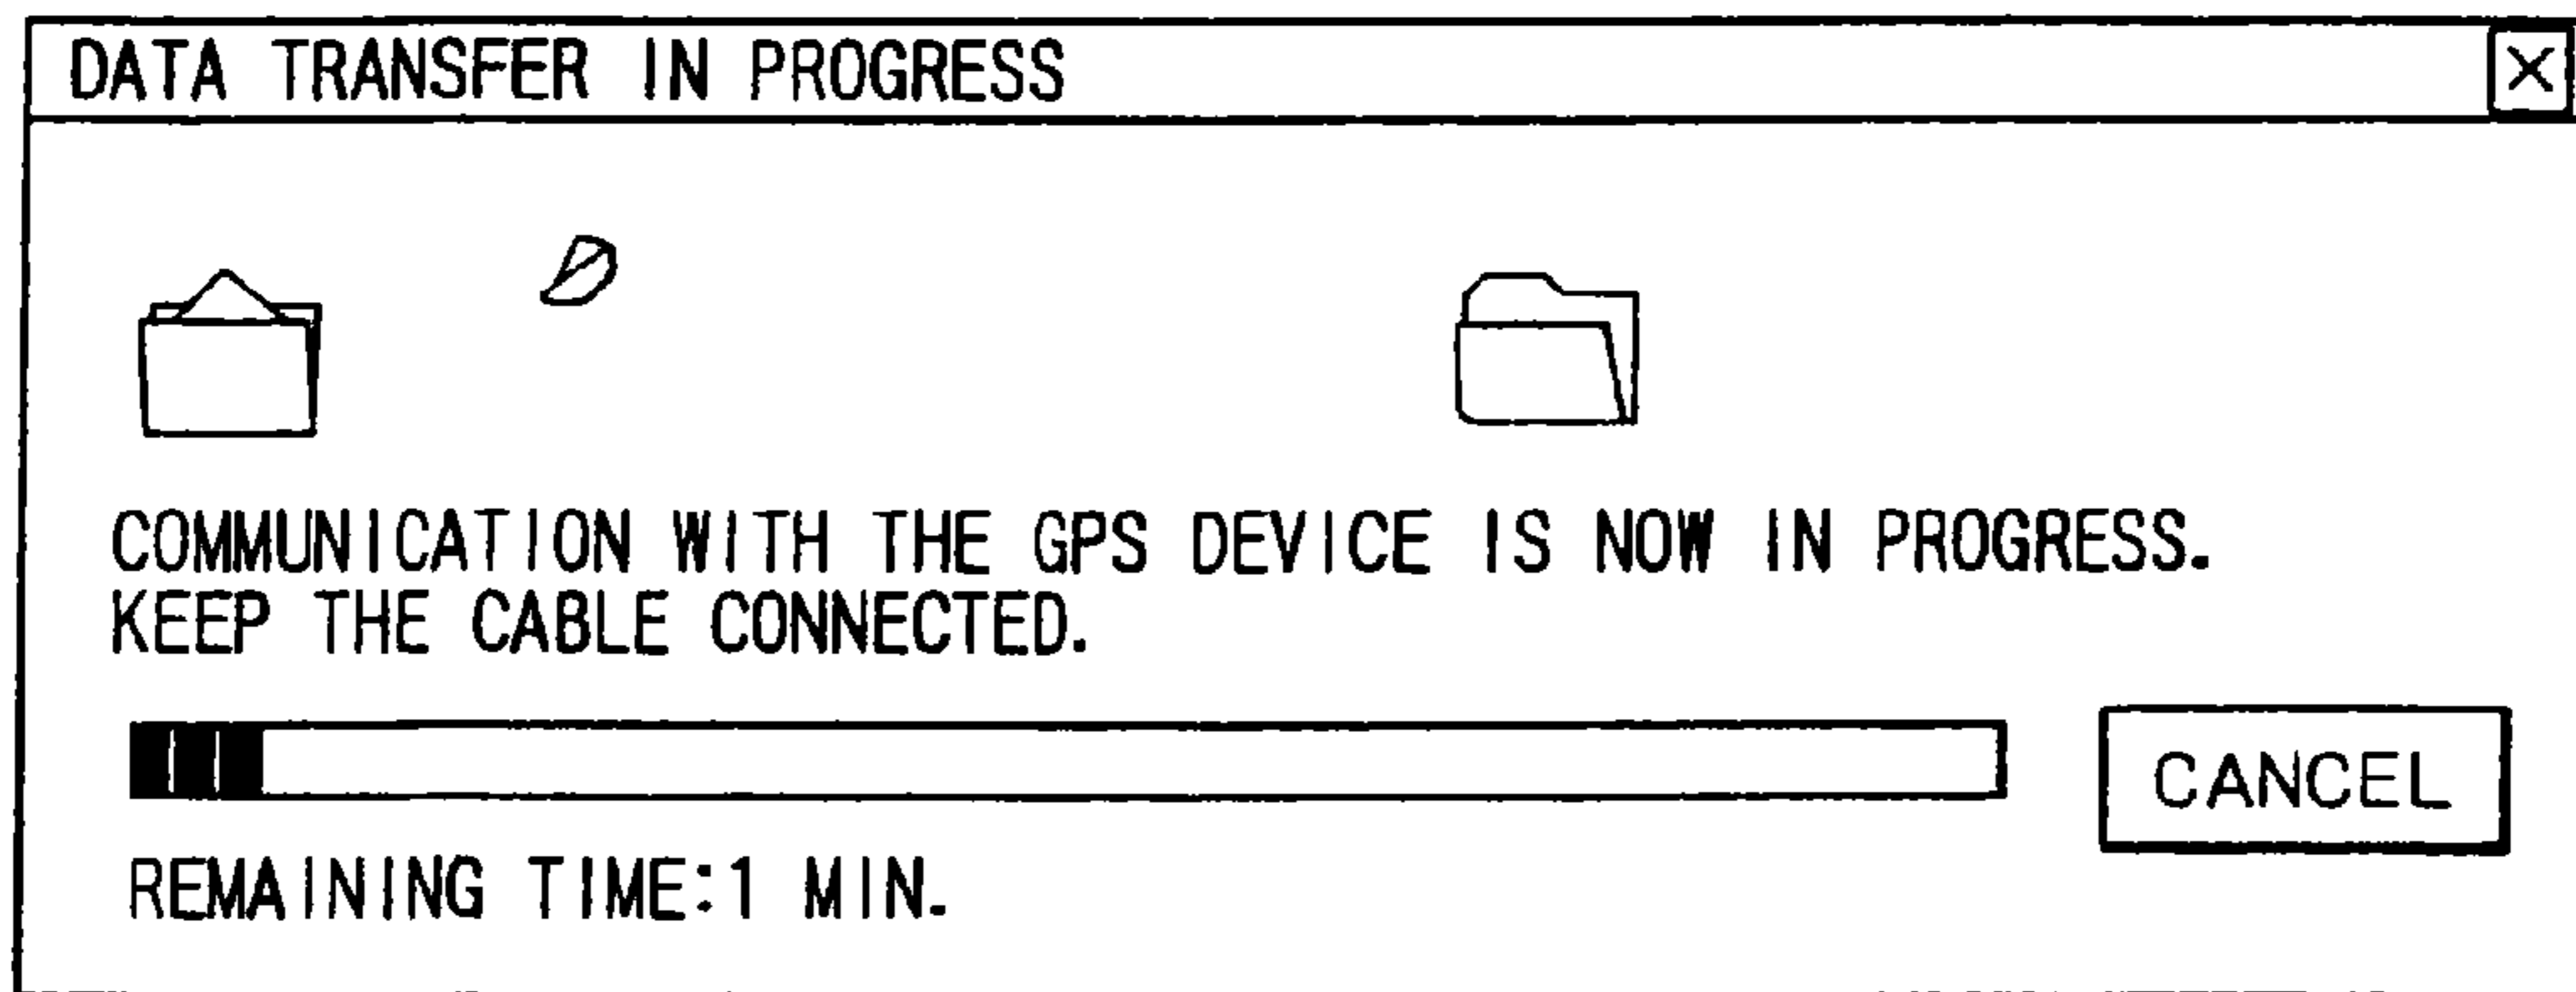 DATA TRANSFER IN PROGRESS X
COMMUNICATION WITH THE GPS DEVICE IS NOW IN PROGRESS.
KEEP THE CABLE CONNECTED.
CANCEL
REMAINING TIME:1 MIN.